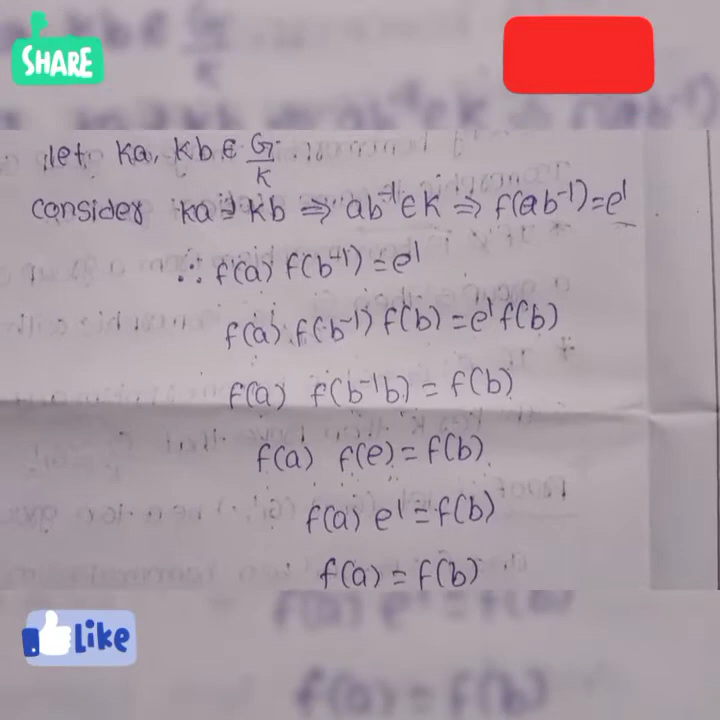 SHARE
let Ka, Kb ∈ G/K
consider Ka = Kb ⇒ ab⁻¹ ∈ K ⇒ f(ab⁻¹) = e'
∴ f(a) f(b⁻¹) = e'
f(a) . f(b⁻¹) f(b) = e' f(b)
f(a) f(b⁻¹b) = f(b)
f(a) f(e) = f(b)
f(a) e' = f(b)
f(a) = f(b)
Like